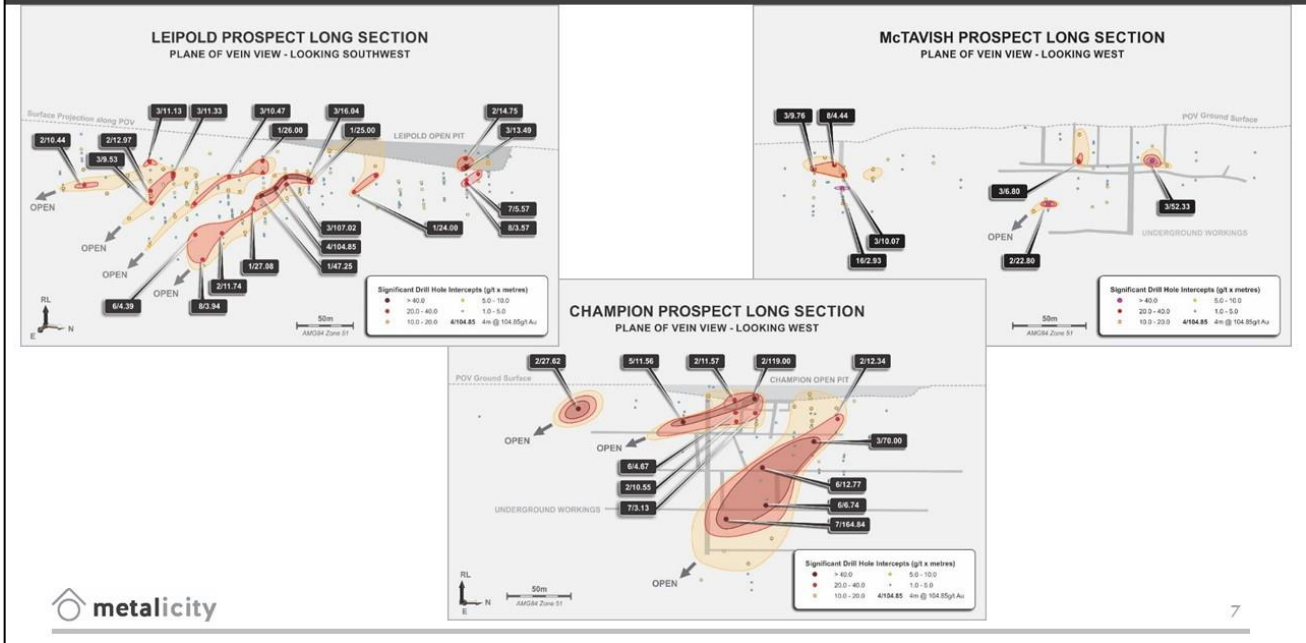 LEIPOLD PROSPECT LONG SECTION
PLANE OF VEIN VIEW - LOOKING SOUTHWEST
Surface Projection along POV
3/11.13
3/11.33
3/10.47
3/16.04
2/14.75
1/26.00
1/25.00
3/13.49
2/10.44
2/12.97
3/9.53
LEIPOLD OPEN PIT
OPEN
OPEN
OPEN
OPEN
7/5.57
8/3.57
3/107.02
1/24.00
4/104.85
1/27.08
1/47.25
2/11.74
6/4.39
8/3.94
RL
N
E
50m
AMG84 Zone 51
Significant Drill Hole Intercepts (g/t x metres)
> 40.0
5.0 - 10.0
20.0 - 40.0
1.0 - 5.0
10.0 - 20.0
4/104.85 4m @ 104.85g/t Au
McTAVISH PROSPECT LONG SECTION
PLANE OF VEIN VIEW - LOOKING WEST
POV Ground Surface
3/9.76
8/4.44
3/6.80
3/52.33
3/10.07
16/2.93
OPEN
2/22.80
UNDERGROUND WORKINGS
50m
AMG84 Zone 51
Significant Drill Hole Intercepts (g/t x metres)
> 40.0
5.0 - 10.0
20.0 - 40.0
1.0 - 5.0
10.0 - 20.0
4/104.85 4m @ 104.85g/t Au
CHAMPION PROSPECT LONG SECTION
PLANE OF VEIN VIEW - LOOKING WEST
2/27.62
5/11.56
2/11.57
2/119.00
2/12.34
POV Ground Surface
CHAMPION OPEN PIT
OPEN
OPEN
3/70.00
6/4.67
2/10.55
7/3.13
6/12.77
6/6.74
7/164.84
UNDERGROUND WORKINGS
OPEN
RL
N
E
50m
AMG84 Zone 51
Significant Drill Hole Intercepts (g/t x metres)
> 40.0
5.0 - 10.0
20.0 - 40.0
1.0 - 5.0
10.0 - 20.0
4/104.85 4m @ 104.85g/t Au
metalicity
7